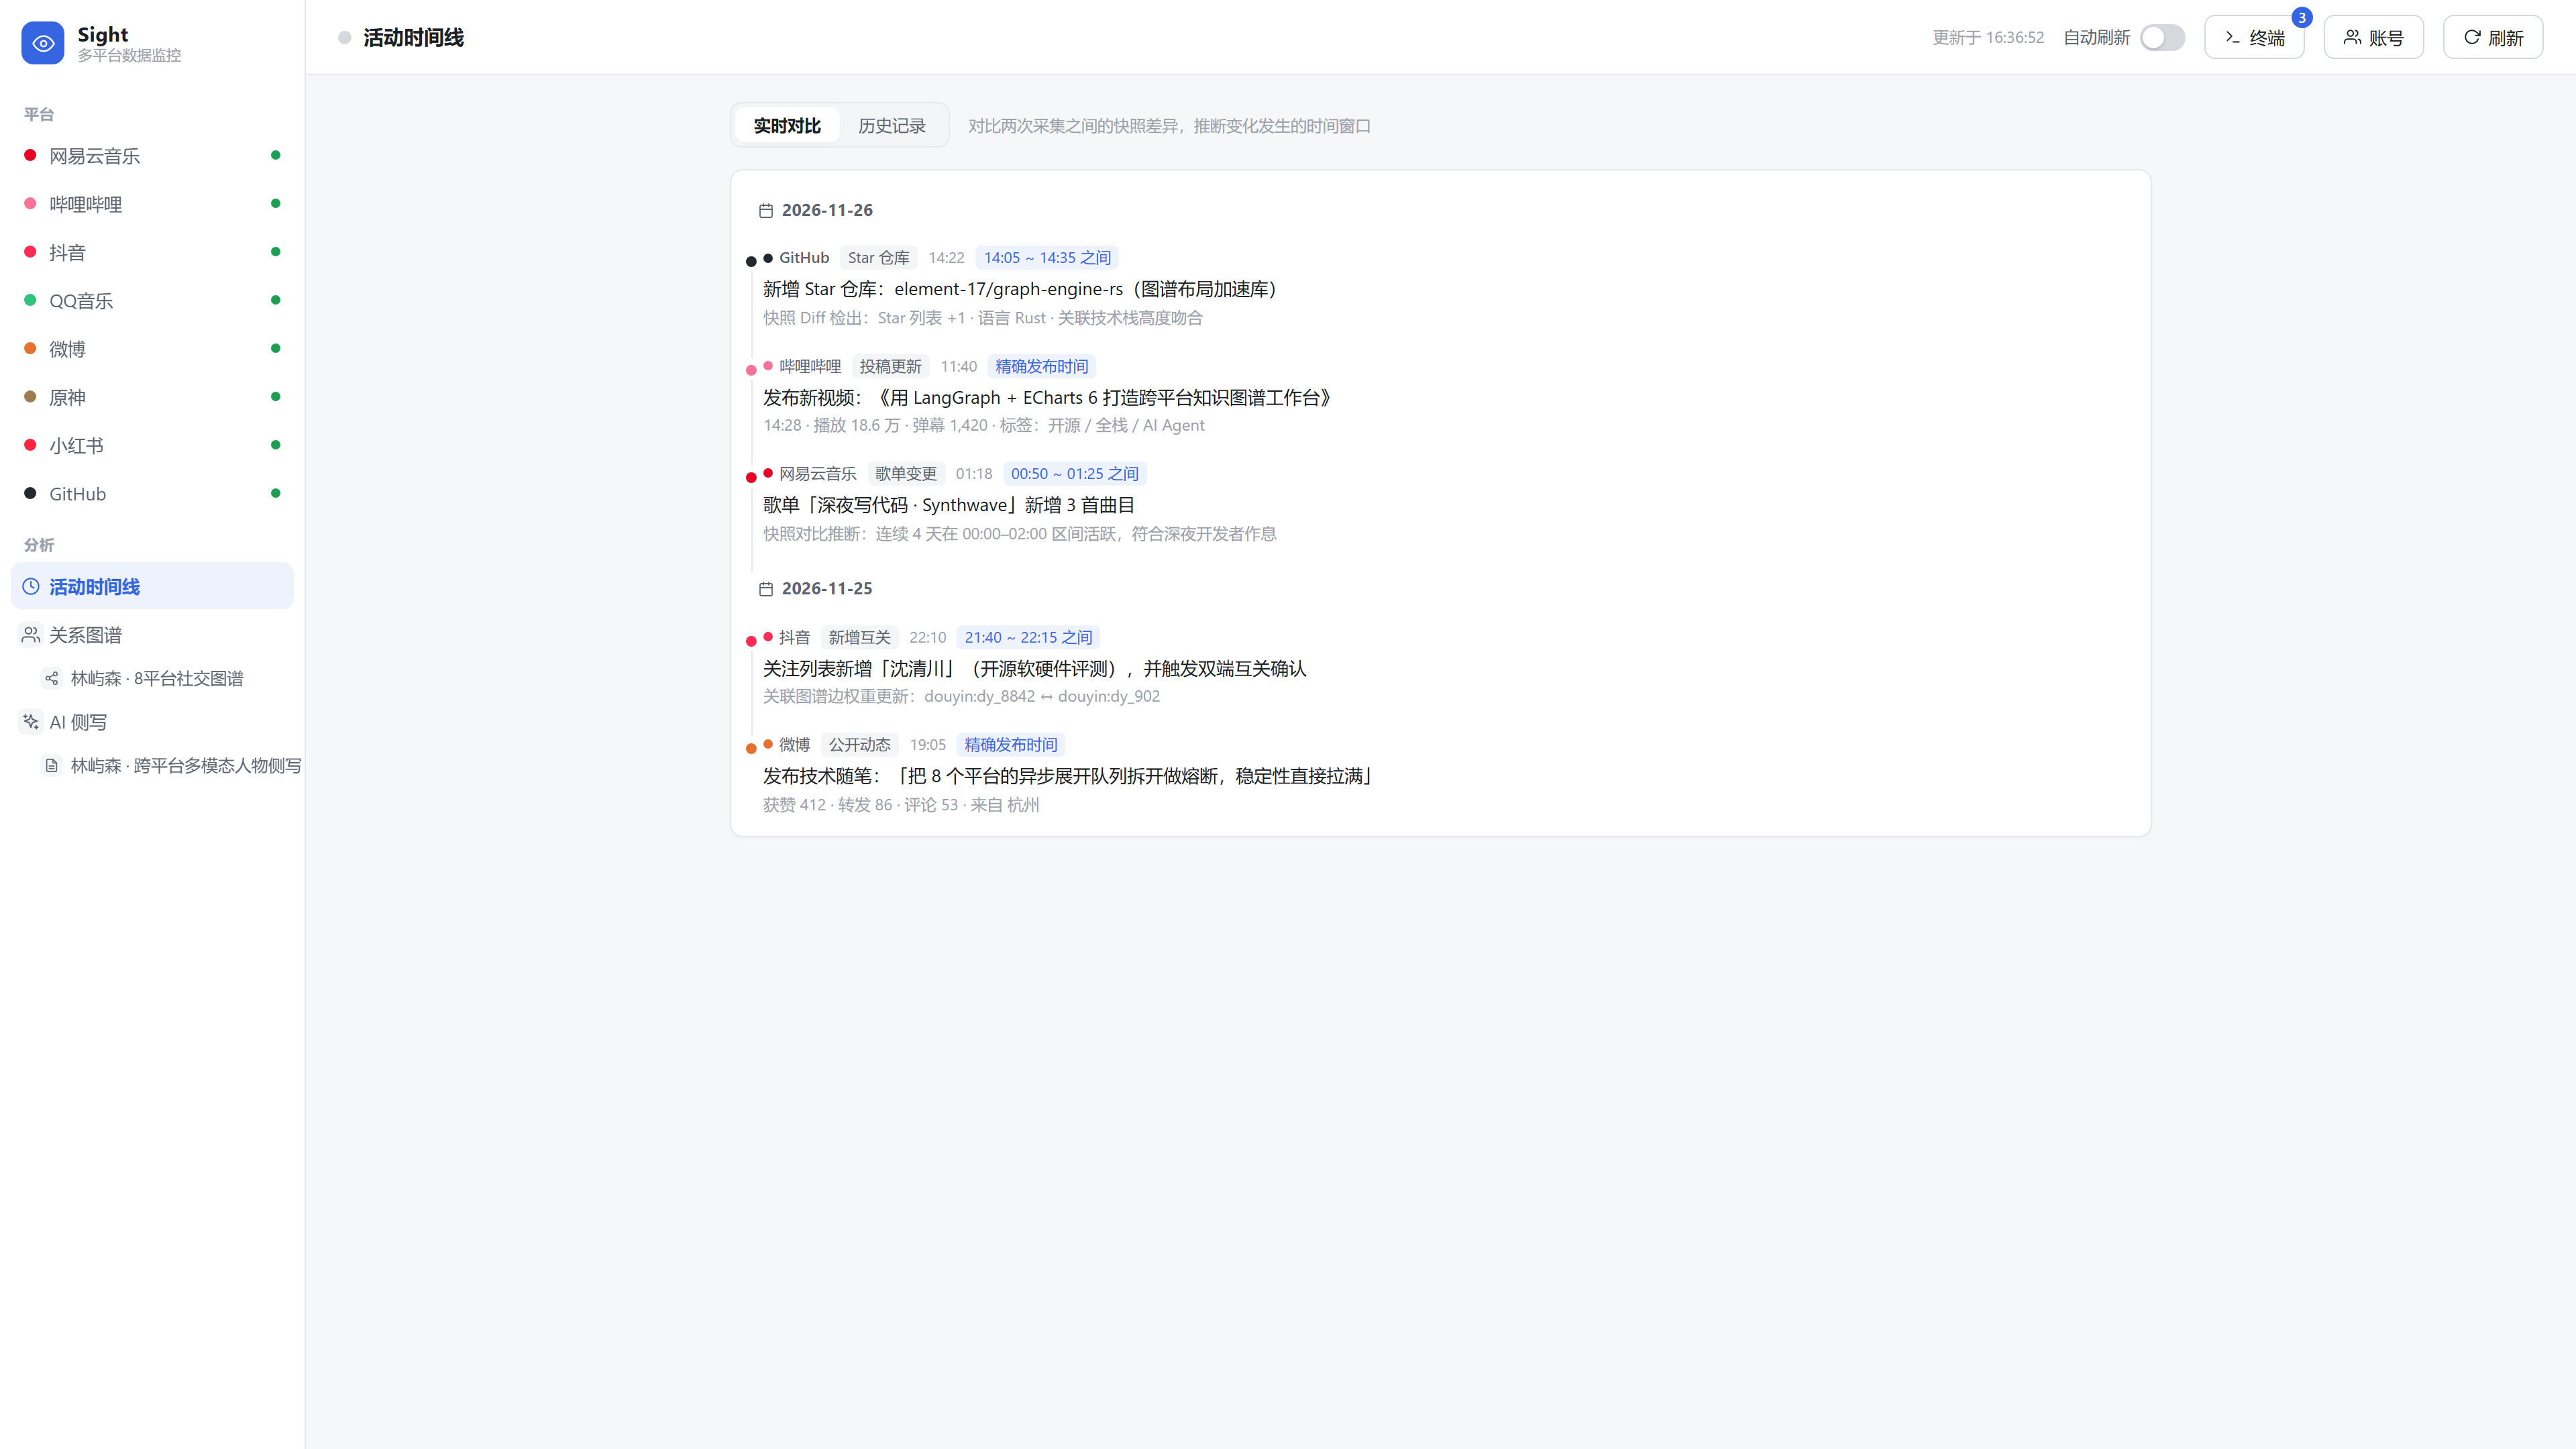 Sight
多平台数据监控
平台
网易云音乐
哔哩哔哩
抖音
QQ音乐
微博
原神
小红书
GitHub
分析
活动时间线
关系图谱
林屿森 · 8平台社交图谱
AI 侧写
林屿森 · 跨平台多模态人物侧写
活动时间线
更新于 16:36:52
自动刷新
终端
3
账号
刷新
实时对比
历史记录
对比两次采集之间的快照差异，推断变化发生的时间窗口
2026-11-26
GitHub Star 仓库 14:22 14:05 ~ 14:35 之间
新增 Star 仓库：element-17/graph-engine-rs（图谱布局加速库）
快照 Diff 检出：Star 列表 +1 · 语言 Rust · 关联技术栈高度吻合
哔哩哔哩 投稿更新 11:40 精确发布时间
发布新视频：《用 LangGraph + ECharts 6 打造跨平台知识图谱工作台》
14:28 · 播放 18.6 万 · 弹幕 1,420 · 标签：开源 / 全栈 / AI Agent
网易云音乐 歌单变更 01:18 00:50 ~ 01:25 之间
歌单「深夜写代码 · Synthwave」新增 3 首曲目
快照对比推断：连续 4 天在 00:00–02:00 区间活跃，符合深夜开发者作息
2026-11-25
抖音 新增互关 22:10 21:40 ~ 22:15 之间
关注列表新增「沈清川」（开源软硬件评测），并触发双端互关确认
关联图谱边权重更新：douyin:dy_8842 ↔ douyin:dy_902
微博 公开动态 19:05 精确发布时间
发布技术随笔：「把 8 个平台的异步展开队列拆开做熔断，稳定性直接拉满」
获赞 412 · 转发 86 · 评论 53 · 来自 杭州